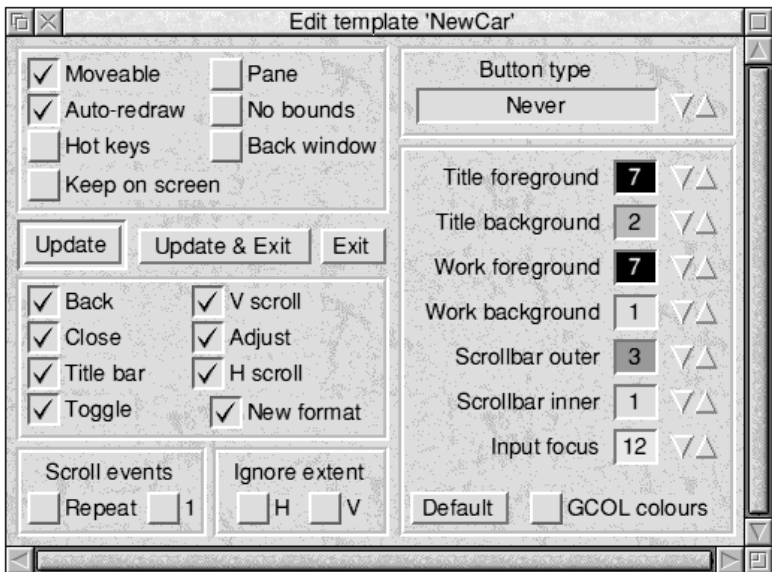 Edit template 'NewCar'
Moveable
Pane
Auto-redraw
No bounds
Hot keys
Back window
Keep on screen
Update
Update & Exit
Exit
Back
V scroll
Close
Adjust
Title bar
H scroll
Toggle
New format
Scroll events
Repeat
1
Ignore extent
H
V
Button type
Never
Title foreground 7
Title background 2
Work foreground 7
Work background 1
Scrollbar outer 3
Scrollbar inner 1
Input focus 12
Default
GCOL colours